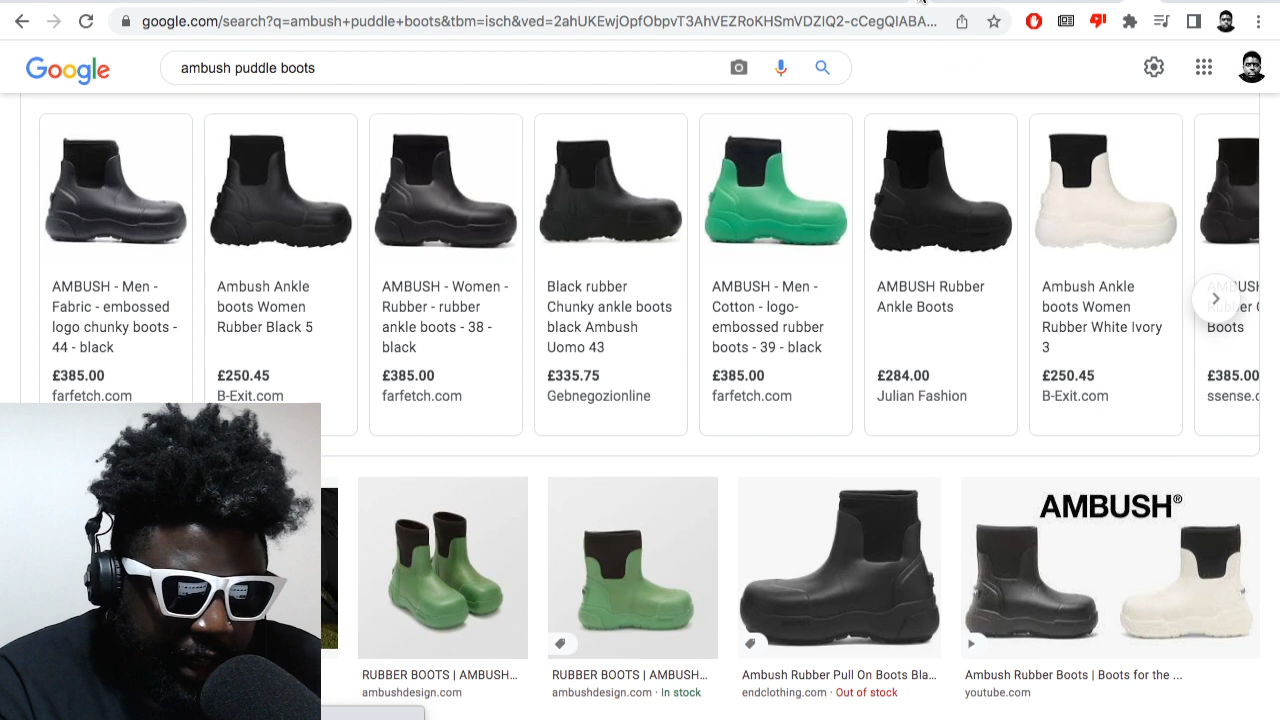 google.com/search?q=ambush+puddle+boots&tbm=isch&ved=2ahUKEwjOpfObpvT3AhVEZRoKHSmVDZIQ2-cCegQIABA...
Google
ambush puddle boots
AMBUSH - Men -
Fabric - embossed
logo chunky boots -
44 - black
£385.00
farfetch.com
Ambush Ankle
boots Women
Rubber Black 5
£250.45
B-Exit.com
AMBUSH - Women -
Rubber - rubber
ankle boots - 38 -
black
£385.00
farfetch.com
Black rubber
Chunky ankle boots
black Ambush
Uomo 43
£335.75
Gebnegozionline
AMBUSH - Men -
Cotton - logo-
embossed rubber
boots - 39 - black
£385.00
farfetch.com
AMBUSH Rubber
Ankle Boots
£284.00
Julian Fashion
Ambush Ankle
boots Women
Rubber White Ivory
3
£250.45
B-Exit.com
Boots
£385.00
ssense.c
RUBBER BOOTS | AMBUSH...
ambushdesign.com
RUBBER BOOTS | AMBUSH...
ambushdesign.com · In stock
Ambush Rubber Pull On Boots Bla...
endclothing.com · Out of stock
AMBUSH®
Ambush Rubber Boots | Boots for the ...
youtube.com